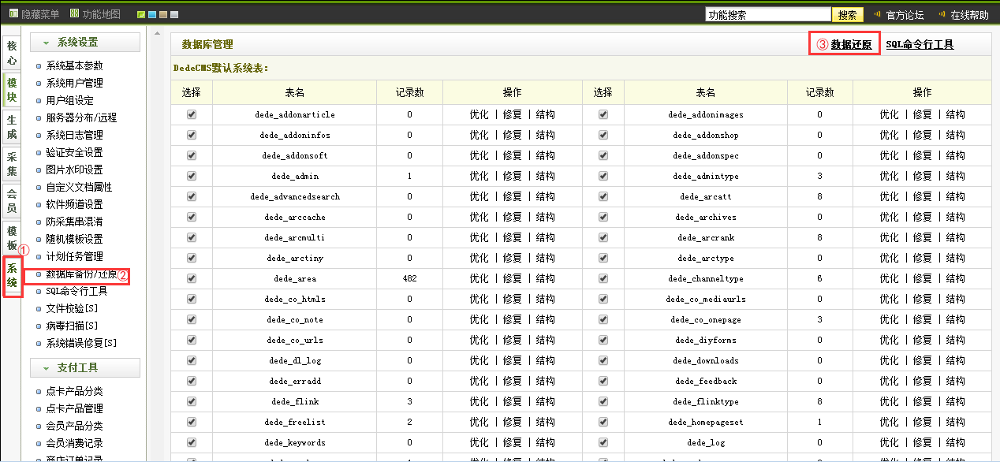 隐藏菜单 功能地图 功能搜索 搜索 官方论坛 在线帮助
核心
模块
生成
采集
会员
模板
①
系统
系统设置
系统基本参数
系统用户管理
用户组设定
服务器分布/远程
系统日志管理
验证安全设置
图片水印设置
自定义文档属性
软件频道设置
防采集串混淆
随机模板设置
计划任务管理
数据库备份/还原②
SQL命令行工具
文件校验[S]
病毒扫描[S]
系统错误修复[S]
支付工具
点卡产品分类
点卡产品管理
会员产品分类
会员消费记录
商店订单记录
数据库管理 ③数据还原 SQL命令行工具
DedeCMS默认系统表：
选择 表名 记录数 操作 选择 表名 记录数 操作
dede_addonarticle 0 优化 | 修复 | 结构 dede_addonimages 0 优化 | 修复 | 结构
dede_addoninfos 0 优化 | 修复 | 结构 dede_addonshop 0 优化 | 修复 | 结构
dede_addonsoft 0 优化 | 修复 | 结构 dede_addonspec 0 优化 | 修复 | 结构
dede_admin 1 优化 | 修复 | 结构 dede_admintype 3 优化 | 修复 | 结构
dede_advancedsearch 0 优化 | 修复 | 结构 dede_arcatt 8 优化 | 修复 | 结构
dede_arccache 0 优化 | 修复 | 结构 dede_archives 0 优化 | 修复 | 结构
dede_arcmulti 0 优化 | 修复 | 结构 dede_arcrank 8 优化 | 修复 | 结构
dede_arctiny 0 优化 | 修复 | 结构 dede_arctype 0 优化 | 修复 | 结构
dede_area 482 优化 | 修复 | 结构 dede_channeltype 6 优化 | 修复 | 结构
dede_co_htmls 0 优化 | 修复 | 结构 dede_co_mediaurls 0 优化 | 修复 | 结构
dede_co_note 0 优化 | 修复 | 结构 dede_co_onepage 3 优化 | 修复 | 结构
dede_co_urls 0 优化 | 修复 | 结构 dede_diyforms 0 优化 | 修复 | 结构
dede_dl_log 0 优化 | 修复 | 结构 dede_downloads 0 优化 | 修复 | 结构
dede_erradd 0 优化 | 修复 | 结构 dede_feedback 0 优化 | 修复 | 结构
dede_flink 3 优化 | 修复 | 结构 dede_flinktype 8 优化 | 修复 | 结构
dede_freelist 2 优化 | 修复 | 结构 dede_homepageset 1 优化 | 修复 | 结构
dede_keywords 0 优化 | 修复 | 结构 dede_log 0 优化 | 修复 | 结构